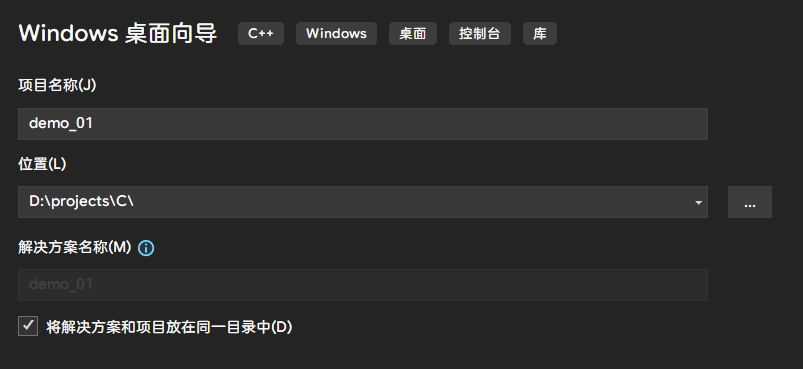 Windows 桌面向导 C++ Windows 桌面 控制台 库
项目名称(J)
demo_01
位置(L)
D:\projects\C\
...
解决方案名称(M)
demo_01
将解决方案和项目放在同一目录中(D)